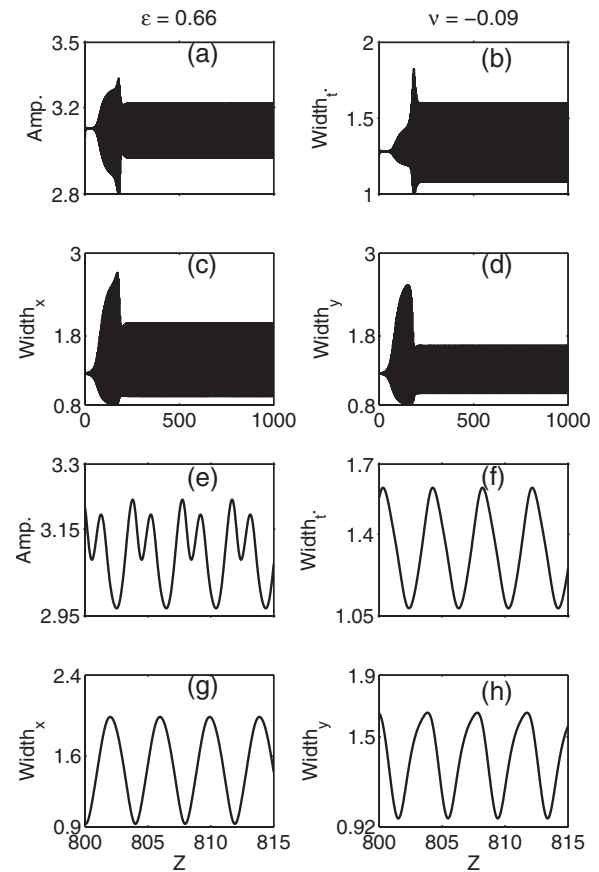 ε = 0.66 ν = −0.09
(a) (b)
3.5 2
Amp. 3.2 Width_t. 1.5
2.8 1
(c) (d)
3 3
Width_x 1.8 Width_y 1.8
0.8 0.8
0 500 1000 0 500 1000
(e) (f)
3.3 1.7
Amp. 3.15 Width_t. 1.4
2.95 1.05
(g) (h)
2.4 1.9
Width_x 1.6 Width_y 1.5
0.9 0.92
800 805 810 815 800 805 810 815
Z Z